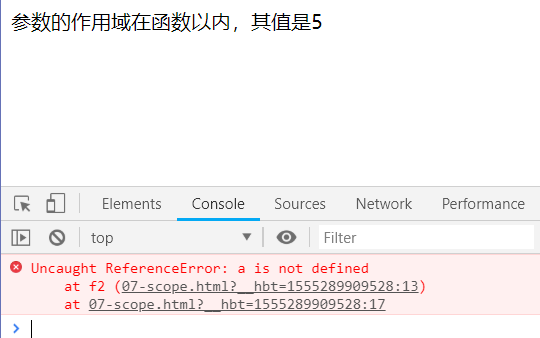 参数的作用域在函数以内，其值是5
Elements Console Sources Network Performance
top Filter
Uncaught ReferenceError: a is not defined
at f2 (07-scope.html?__hbt=1555289909528:13)
at 07-scope.html?__hbt=1555289909528:17